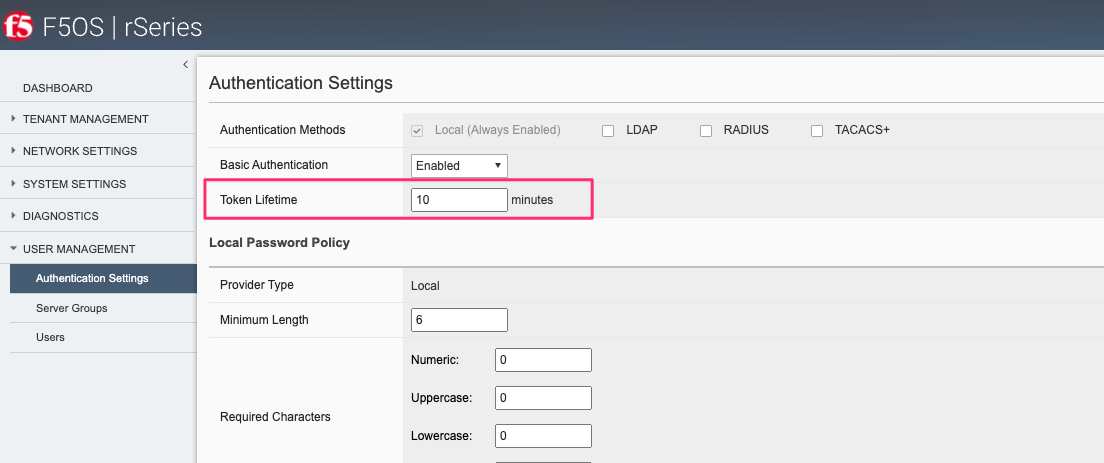 f5 F5OS | rSeries
DASHBOARD
TENANT MANAGEMENT
NETWORK SETTINGS
SYSTEM SETTINGS
DIAGNOSTICS
USER MANAGEMENT
Authentication Settings
Server Groups
Users
Authentication Settings
Authentication Methods Local (Always Enabled) LDAP RADIUS TACACS+
Basic Authentication Enabled
Token Lifetime 10 minutes
Local Password Policy
Provider Type Local
Minimum Length 6
Required Characters
Numeric: 0
Uppercase: 0
Lowercase: 0